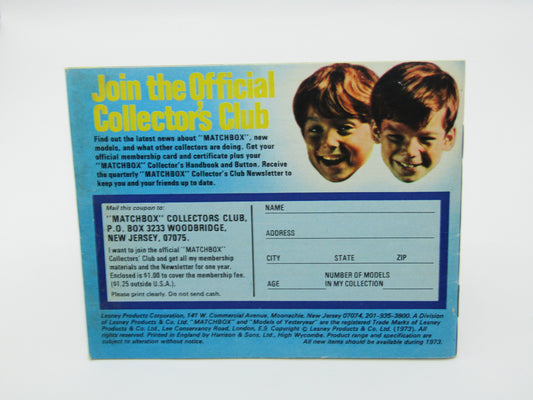 Join the Official
Collector's Club
Find out the latest news about "MATCHBOX", new
models, and what other collectors are doing. Get your
official membership card and certificate plus your
"MATCHBOX" Collector's Handbook and Button. Receive
the quarterly "MATCHBOX" Collector's Club Newsletter to
keep you and your friends up to date.
Mail this coupon to:
"MATCHBOX" COLLECTORS CLUB,
P.O. BOX 3233 WOODBRIDGE,
NEW JERSEY, 07075.
I want to join the official "MATCHBOX"
Collectors' Club and get all my membership
materials and the Newsletter for one year.
Enclosed is $1.00 to cover the membership fee.
($1.25 outside U.S.A.).
Please print clearly. Do not send cash.
NAME
ADDRESS
CITY STATE ZIP
AGE NUMBER OF MODELS
IN MY COLLECTION
Lesney Products Corporation, 141 W. Commercial Avenue, Moonachie, New Jersey 07074, 201-935-3800. A Division
of Lesney Products & Co. Ltd. "MATCHBOX" and "Models of Yesteryear" are the registered Trade Marks of Lesney
Products & Co. Ltd., Lee Conservancy Road, London, E.9. Copyright © Lesney Products & Co. Ltd. (1973). All
rights reserved. Printed in England by Harrison & Sons. Ltd., High Wycombe. Product range and specification are
subject to alteration without notice. All new items should be available during 1973.